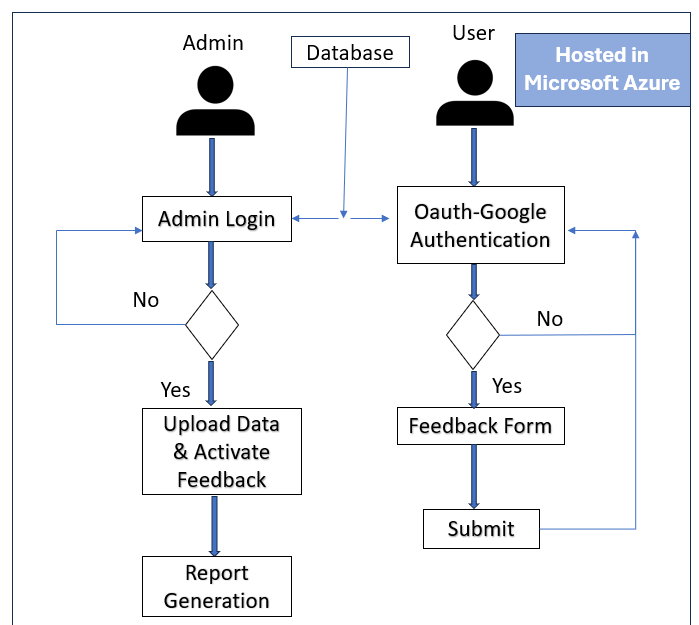 Admin
Database
User
Hosted in
Microsoft Azure
Admin Login
Oauth-Google
Authentication
No
No
Yes
Yes
Upload Data
& Activate
Feedback
Feedback Form
Submit
Report
Generation